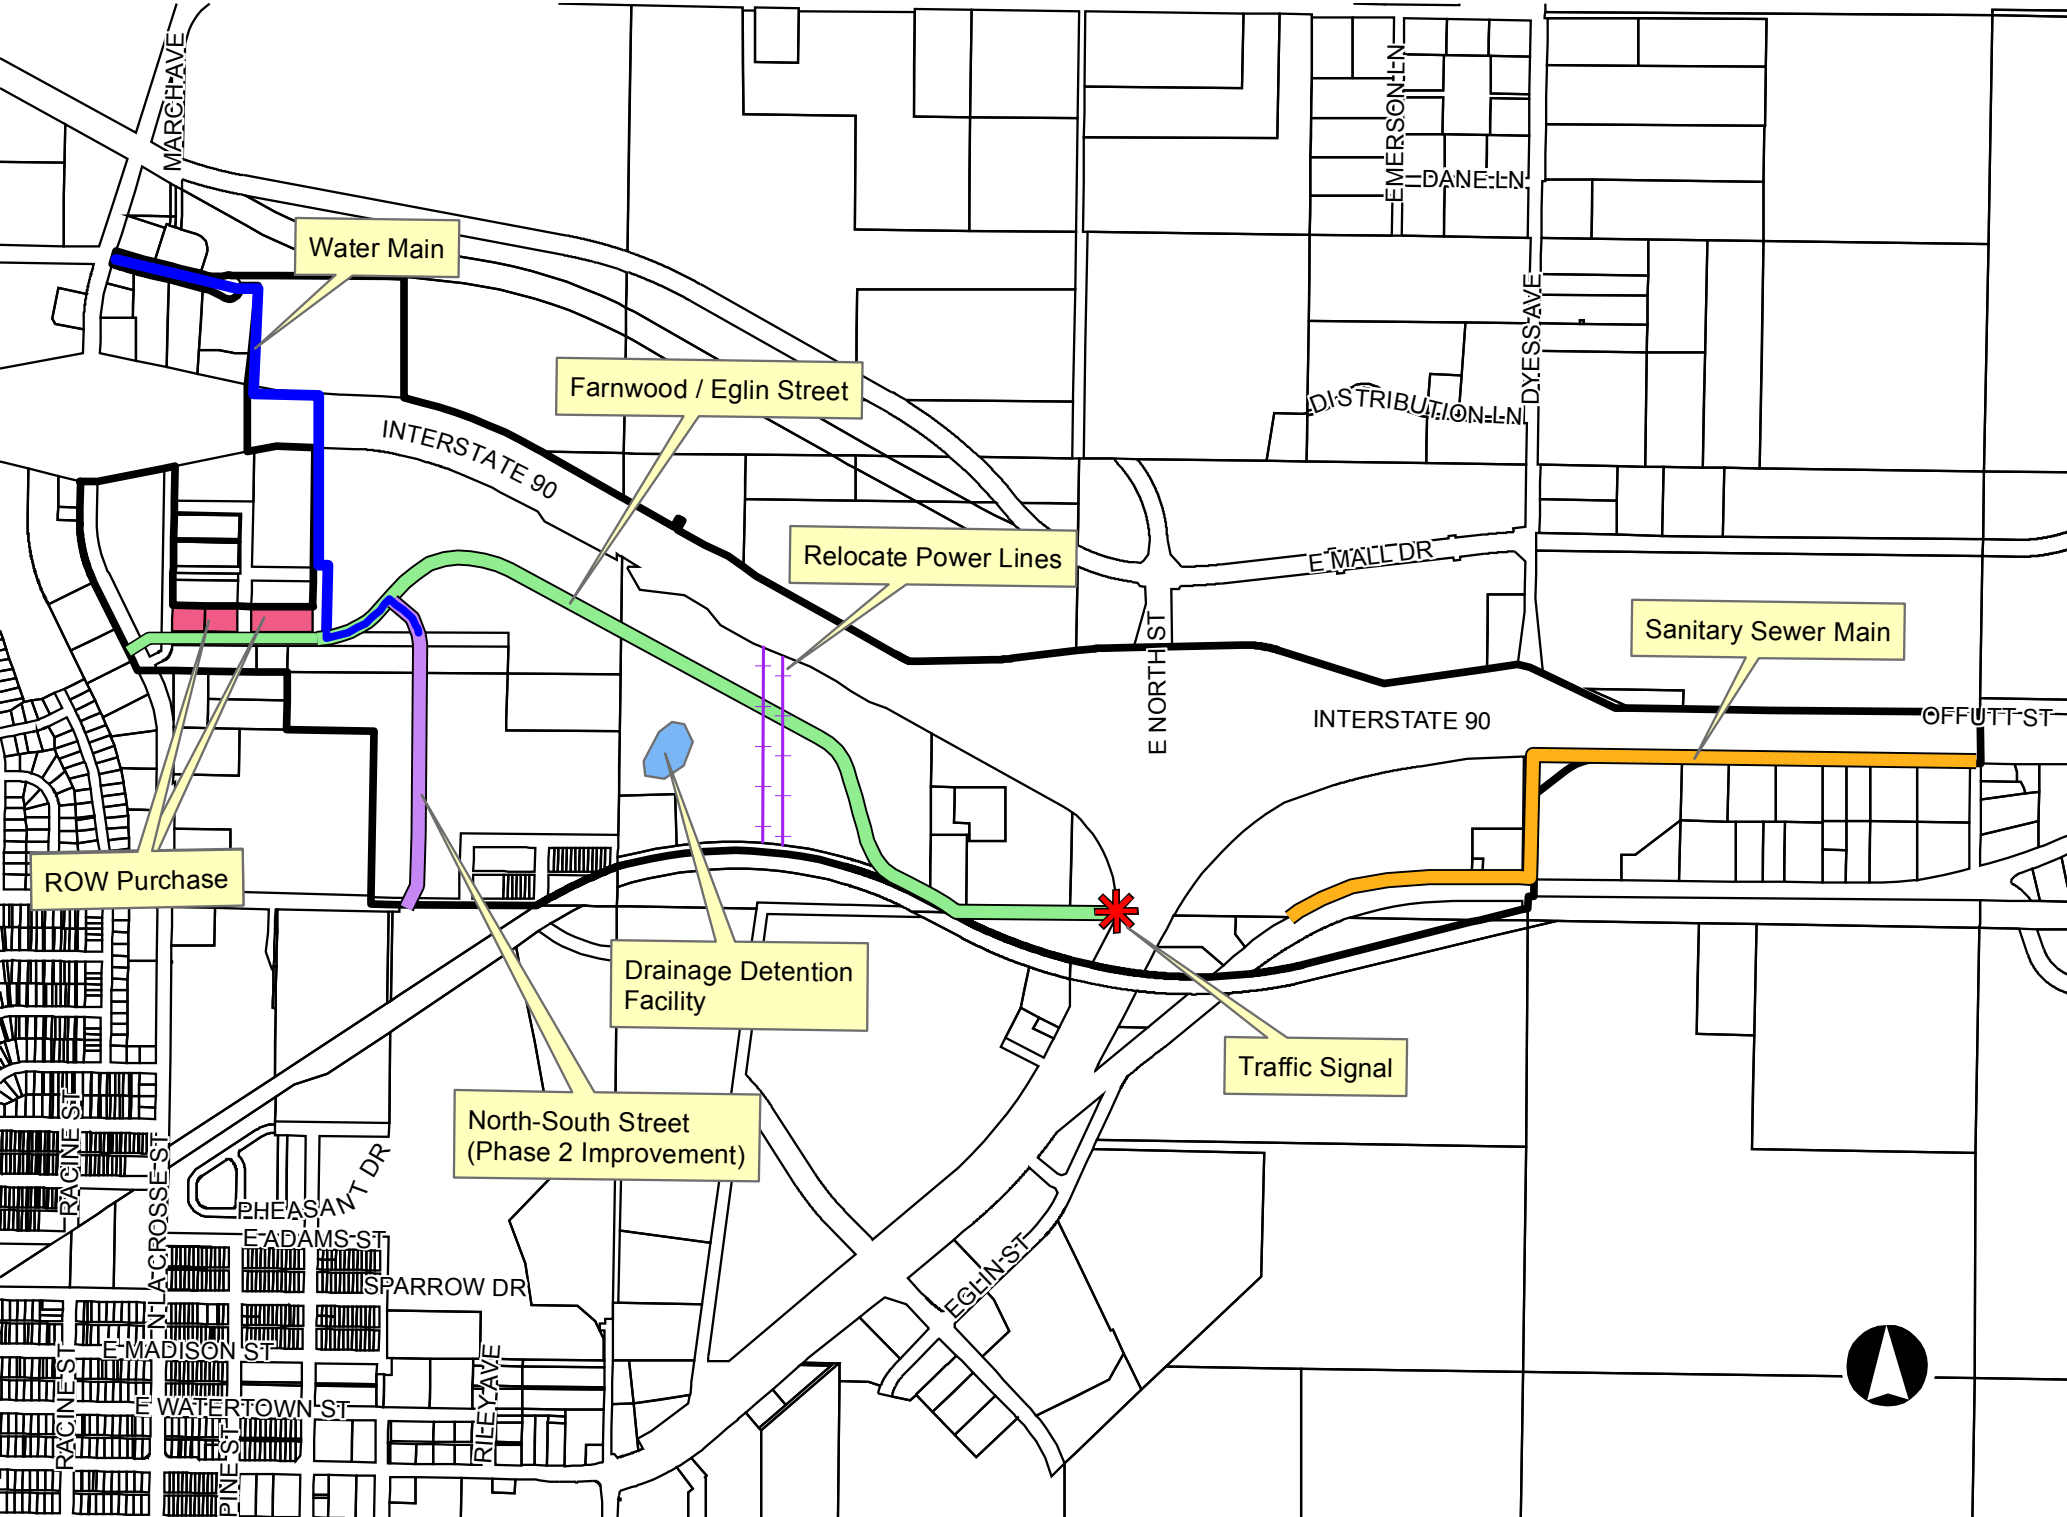 MARCH AVE
EMERSON LN
DANE LN
Water Main
Farnwood / Eglin Street
DYESS AVE
DISTRIBUTION LN
INTERSTATE 90
Relocate Power Lines
E MALL DR
Sanitary Sewer Main
E NORTH ST
INTERSTATE 90
OFFUTT ST
ROW Purchase
Drainage Detention
Facility
Traffic Signal
North-South Street
(Phase 2 Improvement)
RACINE ST
N LA CROSSE ST
PHEASANT DR
E ADAMS ST
SPARROW DR
EGLIN ST
E MADISON ST
RACINE ST
RILEY AVE
E WATERTOWN ST
PINE ST